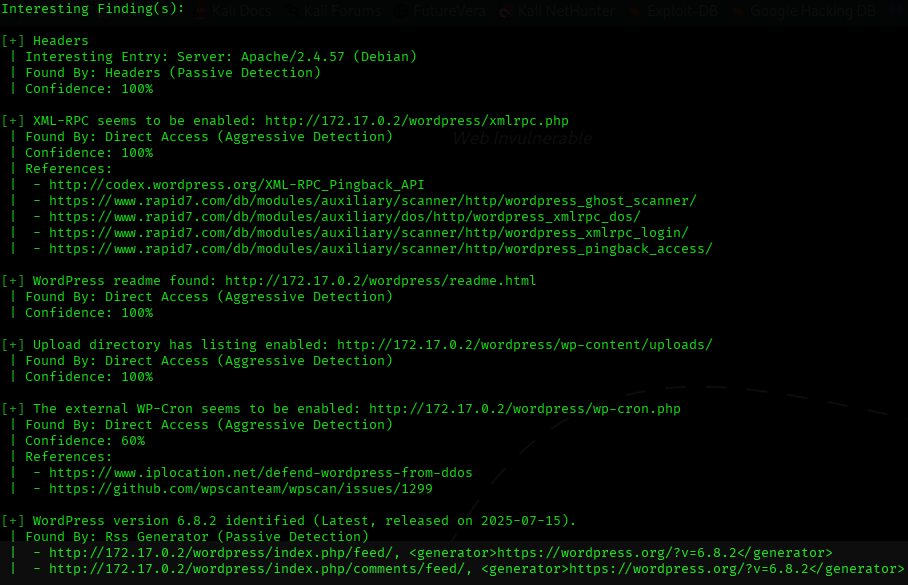 Kali Docs Kali Forums FutureVera Kali NetHunter Exploit-DB Google Hacking DB
Interesting Finding(s):
[+] Headers
| Interesting Entry: Server: Apache/2.4.57 (Debian)
| Found By: Headers (Passive Detection)
| Confidence: 100%
[+] XML-RPC seems to be enabled: http://172.17.0.2/wordpress/xmlrpc.php
| Found By: Direct Access (Aggressive Detection)
Web Invulnerable
| Confidence: 100%
| References:
|  - http://codex.wordpress.org/XML-RPC_Pingback_API
|  - https://www.rapid7.com/db/modules/auxiliary/scanner/http/wordpress_ghost_scanner/
|  - https://www.rapid7.com/db/modules/auxiliary/dos/http/wordpress_xmlrpc_dos/
|  - https://www.rapid7.com/db/modules/auxiliary/scanner/http/wordpress_xmlrpc_login/
|  - https://www.rapid7.com/db/modules/auxiliary/scanner/http/wordpress_pingback_access/
[+] WordPress readme found: http://172.17.0.2/wordpress/readme.html
| Found By: Direct Access (Aggressive Detection)
| Confidence: 100%
[+] Upload directory has listing enabled: http://172.17.0.2/wordpress/wp-content/uploads/
| Found By: Direct Access (Aggressive Detection)
| Confidence: 100%
[+] The external WP-Cron seems to be enabled: http://172.17.0.2/wordpress/wp-cron.php
| Found By: Direct Access (Aggressive Detection)
| Confidence: 60%
| References:
|  - https://www.iplocation.net/defend-wordpress-from-ddos
|  - https://github.com/wpscanteam/wpscan/issues/1299
[+] WordPress version 6.8.2 identified (Latest, released on 2025-07-15).
| Found By: Rss Generator (Passive Detection)
|  - http://172.17.0.2/wordpress/index.php/feed/, <generator>https://wordpress.org/?v=6.8.2</generator>
|  - http://172.17.0.2/wordpress/index.php/comments/feed/, <generator>https://wordpress.org/?v=6.8.2</generator>